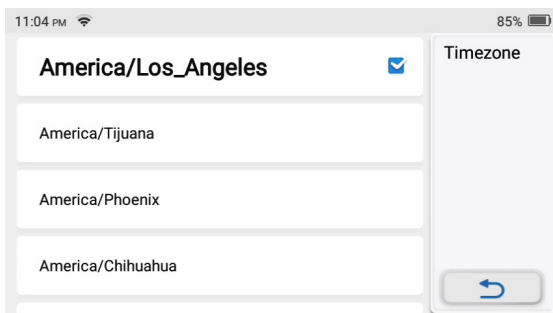 11:04 PM
85%
America/Los_Angeles
Timezone
America/Tijuana
America/Phoenix
America/Chihuahua